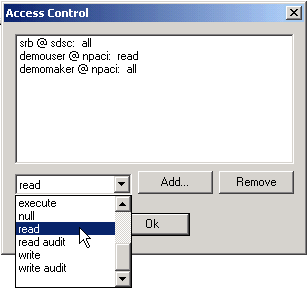 Access Control
srb @ sdsc: all
demouser @ npaci: read
demomaker @ npaci: all
read
Add...
Remove
execute
null
read
read audit
write
write audit
Ok